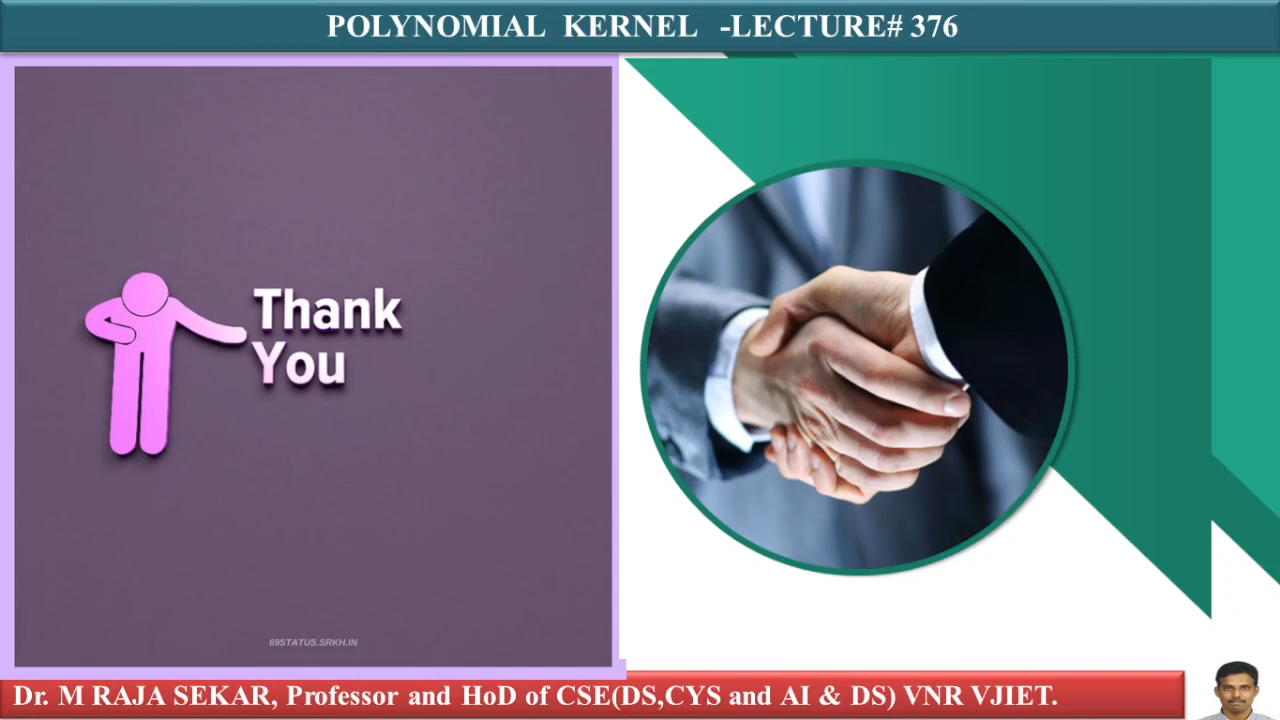 POLYNOMIAL KERNEL -LECTURE# 376
Thank
You
69STATUS.SRKH.IN
Dr. M RAJA SEKAR, Professor and HoD of CSE(DS,CYS and AI & DS) VNR VJIET.